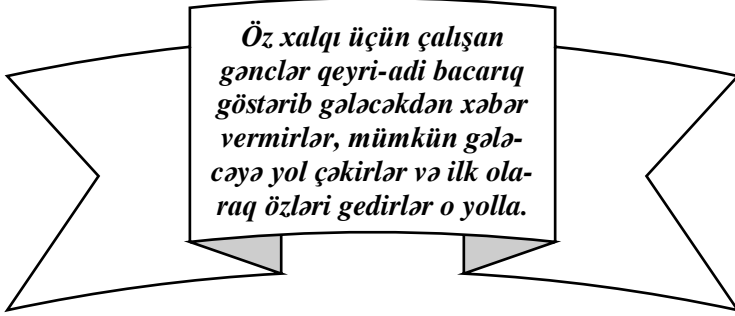 Öz xalqı üçün çalışan
gənclər qeyri-adi bacarıq
göstərib gələcəkdən xəbər
vermirlər, mümkün gələ-
cəyə yol çəkirlər və ilk ola-
raq özləri gedirlər o yolla.